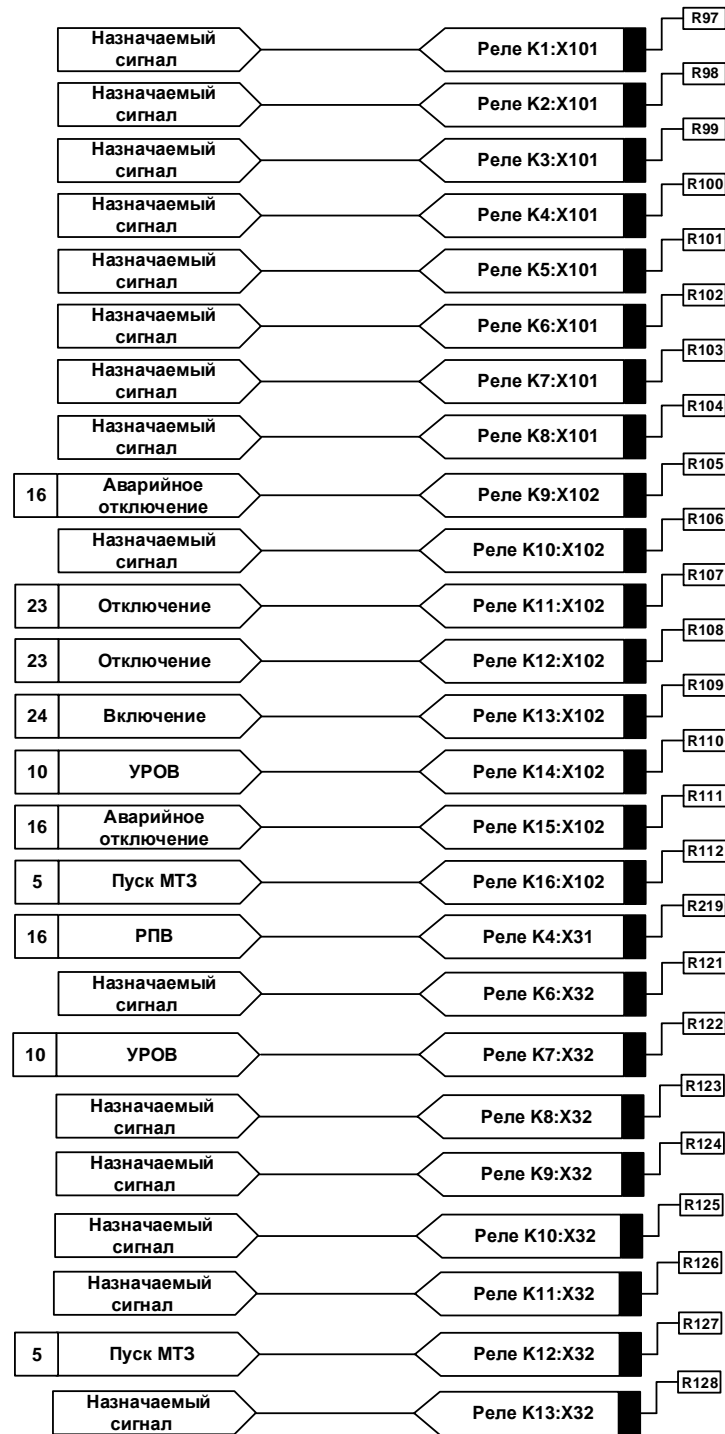 R97
Назначаемый
сигнал
Реле K1:X101
R98
Назначаемый
сигнал
Реле K2:X101
R99
Назначаемый
сигнал
Реле K3:X101
R100
Назначаемый
сигнал
Реле K4:X101
R101
Назначаемый
сигнал
Реле K5:X101
R102
Назначаемый
сигнал
Реле K6:X101
R103
Назначаемый
сигнал
Реле K7:X101
R104
Назначаемый
сигнал
Реле K8:X101
R105
16
Аварийное
отключение
Реле K9:X102
R106
Назначаемый
сигнал
Реле K10:X102
R107
23
Отключение
Реле K11:X102
R108
23
Отключение
Реле K12:X102
R109
24
Включение
Реле K13:X102
R110
10
УРОВ
Реле K14:X102
R111
16
Аварийное
отключение
Реле K15:X102
R112
5
Пуск МТЗ
Реле K16:X102
R219
16
РПВ
Реле K4:X31
R121
Назначаемый
сигнал
Реле K6:X32
R122
10
УРОВ
Реле K7:X32
R123
Назначаемый
сигнал
Реле K8:X32
R124
Назначаемый
сигнал
Реле K9:X32
R125
Назначаемый
сигнал
Реле K10:X32
R126
Назначаемый
сигнал
Реле K11:X32
R127
5
Пуск МТЗ
Реле K12:X32
R128
Назначаемый
сигнал
Реле K13:X32